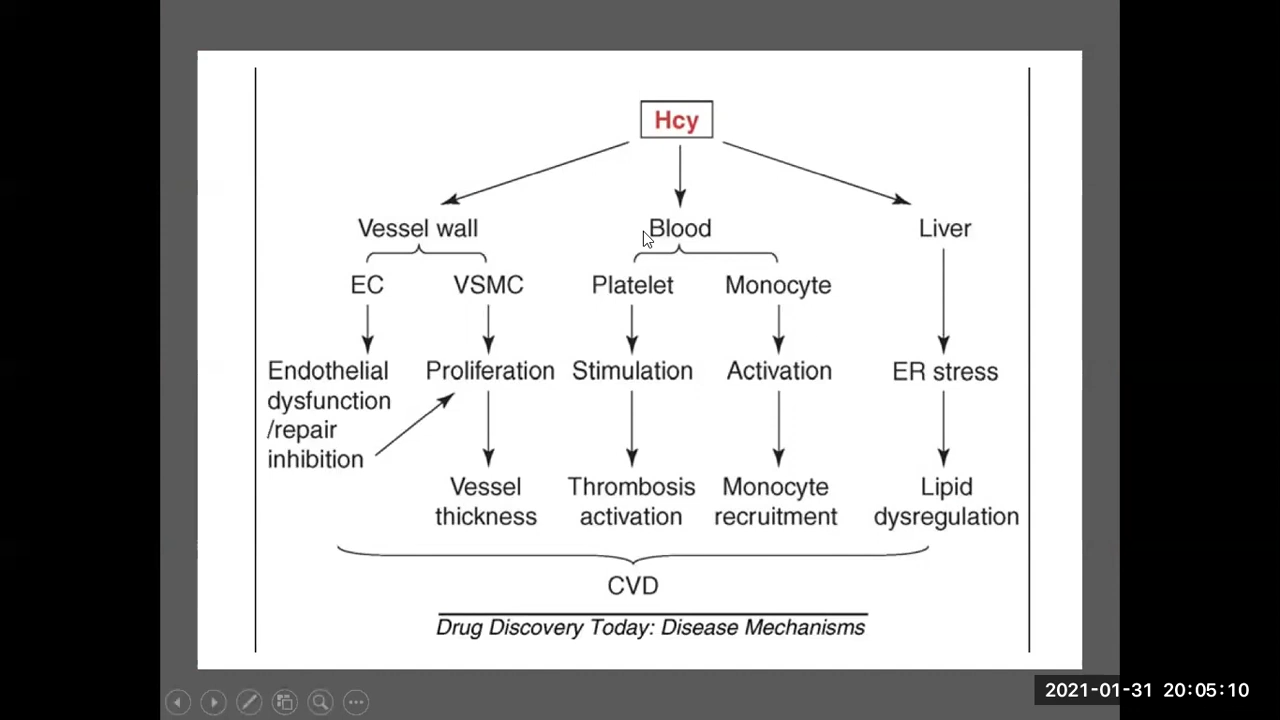 Hcy
Vessel wall
Blood
Liver
EC
VSMC
Platelet
Monocyte
Endothelial
dysfunction
/repair
inhibition
Proliferation
Stimulation
Activation
ER stress
Vessel
thickness
Thrombosis
activation
Monocyte
recruitment
Lipid
dysregulation
CVD
Drug Discovery Today: Disease Mechanisms
2021-01-31 20:05:10